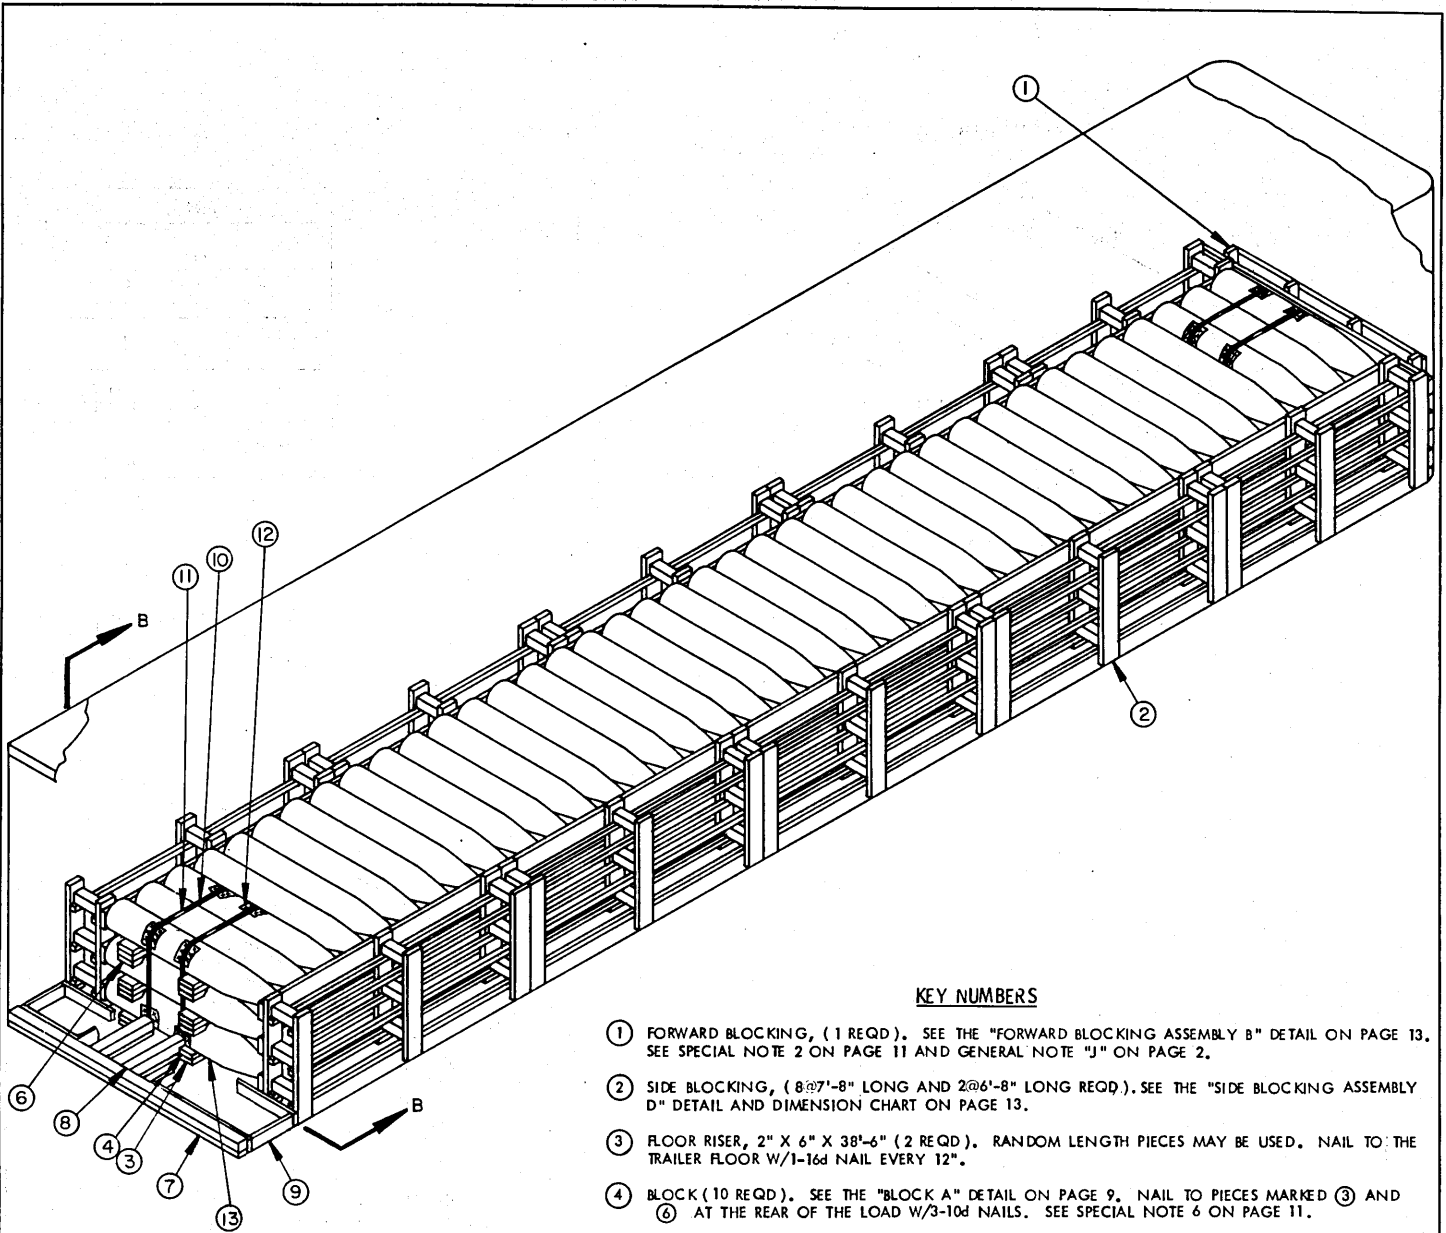 ①
B
⑫
⑩
⑪
②
⑥
⑧
④
③
⑦
⑨
⑬
B
KEY NUMBERS
① FORWARD BLOCKING, (1 REQD). SEE THE "FORWARD BLOCKING ASSEMBLY B" DETAIL ON PAGE 13.
SEE SPECIAL NOTE 2 ON PAGE 11 AND GENERAL NOTE "J" ON PAGE 2.
② SIDE BLOCKING, (8@7'-8" LONG AND 2@6'-8" LONG REQD). SEE THE "SIDE BLOCKING ASSEMBLY
D" DETAIL AND DIMENSION CHART ON PAGE 13.
③ FLOOR RISER, 2" X 6" X 38'-6" (2 REQD). RANDOM LENGTH PIECES MAY BE USED. NAIL TO THE
TRAILER FLOOR W/1-16d NAIL EVERY 12".
④ BLOCK (10 REQD). SEE THE "BLOCK A" DETAIL ON PAGE 9. NAIL TO PIECES MARKED ③ AND
⑥ AT THE REAR OF THE LOAD W/3-10d NAILS. SEE SPECIAL NOTE 6 ON PAGE 11.